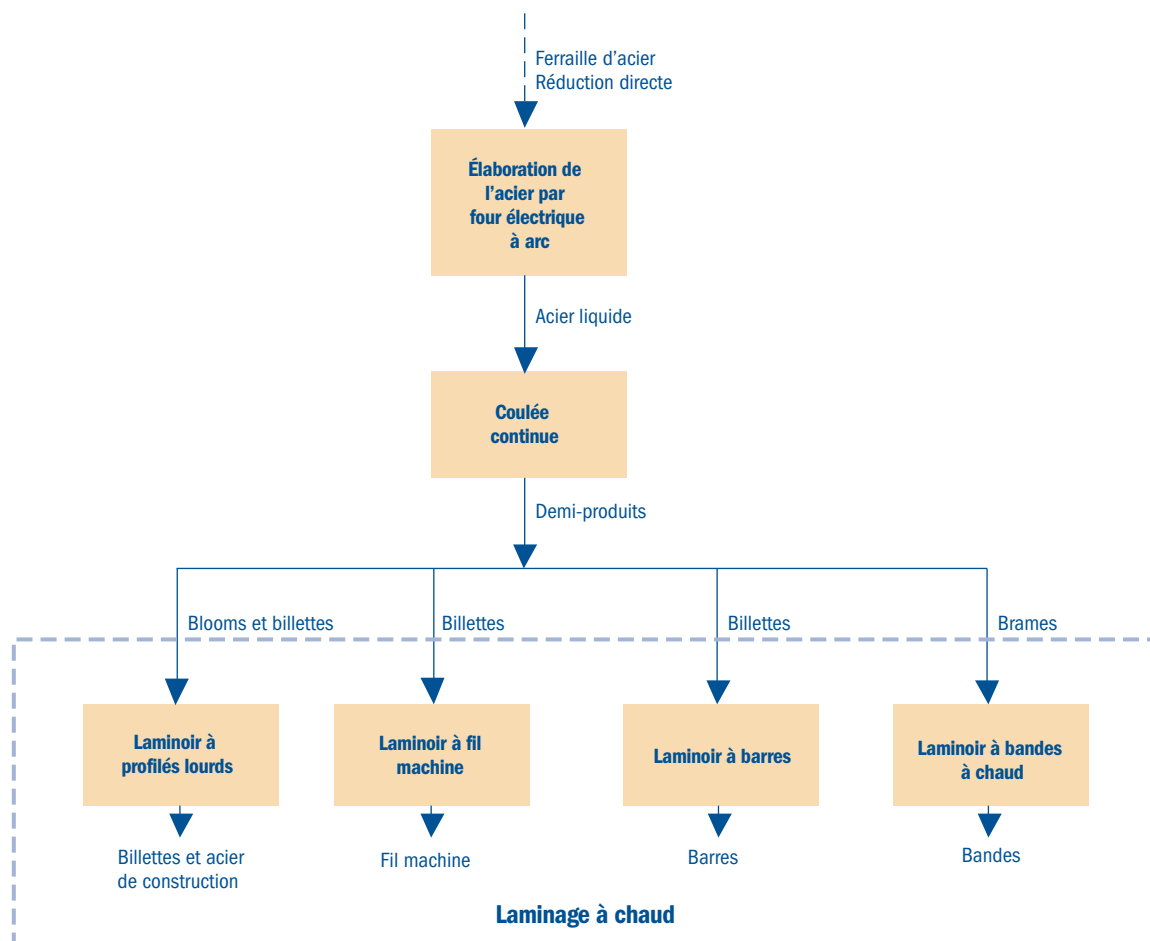 Ferraille d'acier
Réduction directe
Élaboration de
l'acier par
four électrique
à arc
Acier liquide
Coulée
continue
Demi-produits
Blooms et billettes
Billettes
Billettes
Brames
Laminoir à
profilés lourds
Laminoir à fil
machine
Laminoir à barres
Laminoir à bandes
à chaud
Billettes et acier
de construction
Fil machine
Barres
Bandes
Laminage à chaud